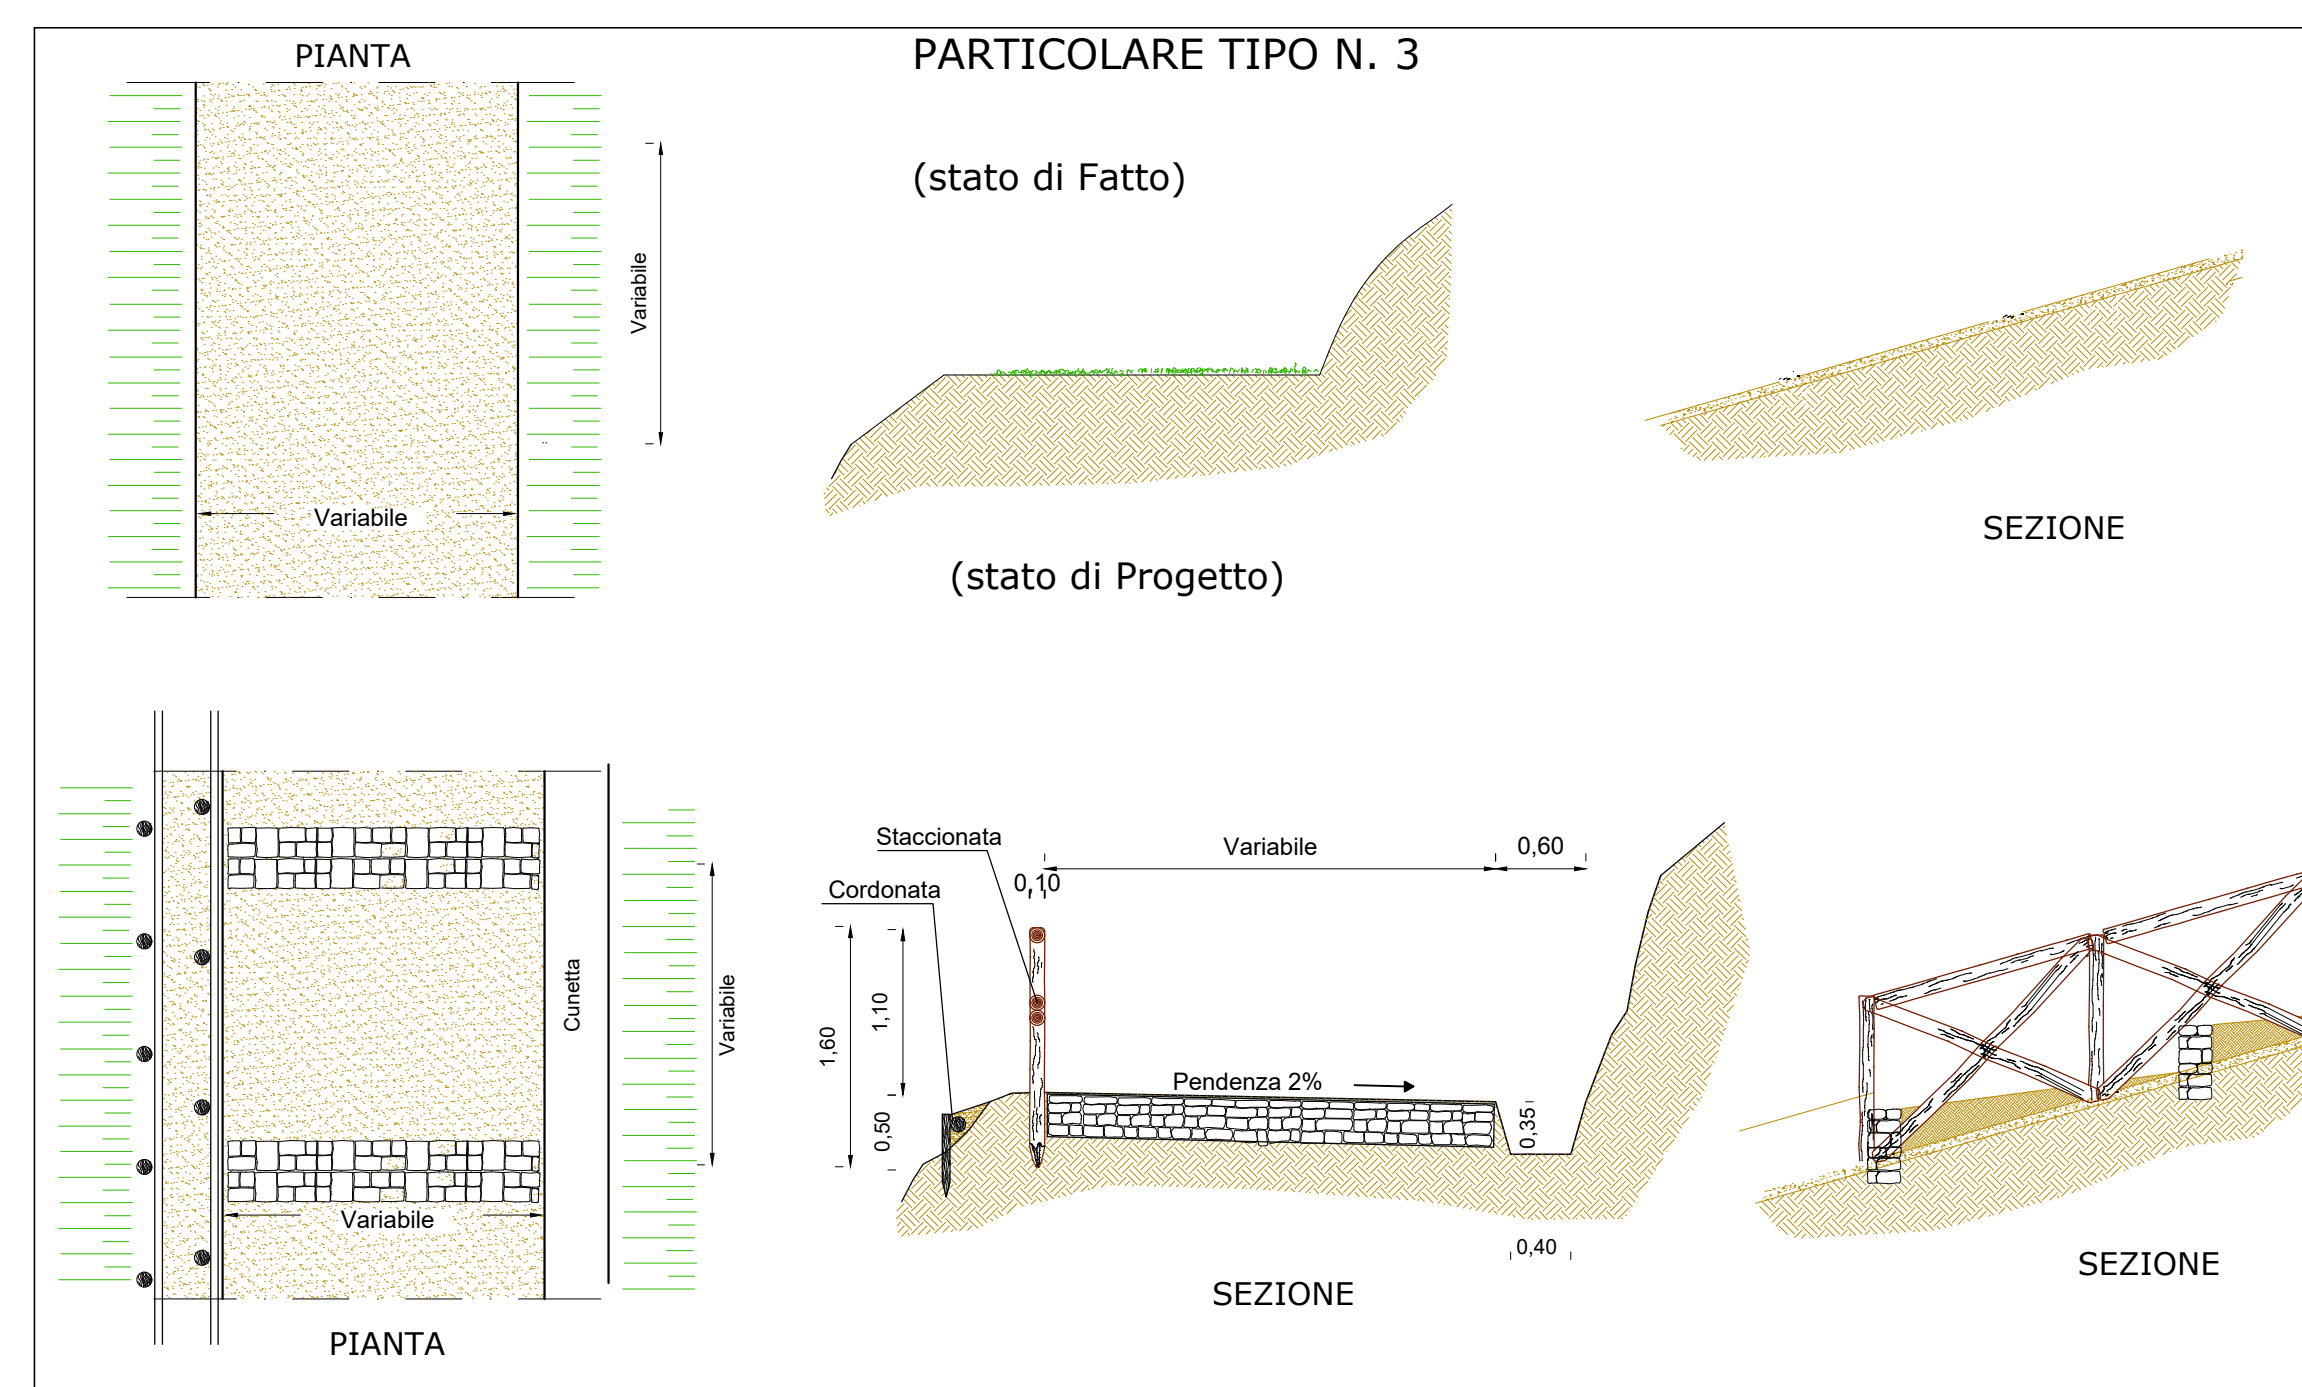 PIANTA
PARTICOLARE TIPO N. 3
(stato di Fatto)
Variabile
Variabile
SEZIONE
(stato di Progetto)
Staccionata
Variabile
0,60
Cordonata
0,10
1,60
1,10
0,50
Pendenza 2%
0,35
0,40
Cunetta
Variabile
Variabile
SEZIONE
SEZIONE
PIANTA